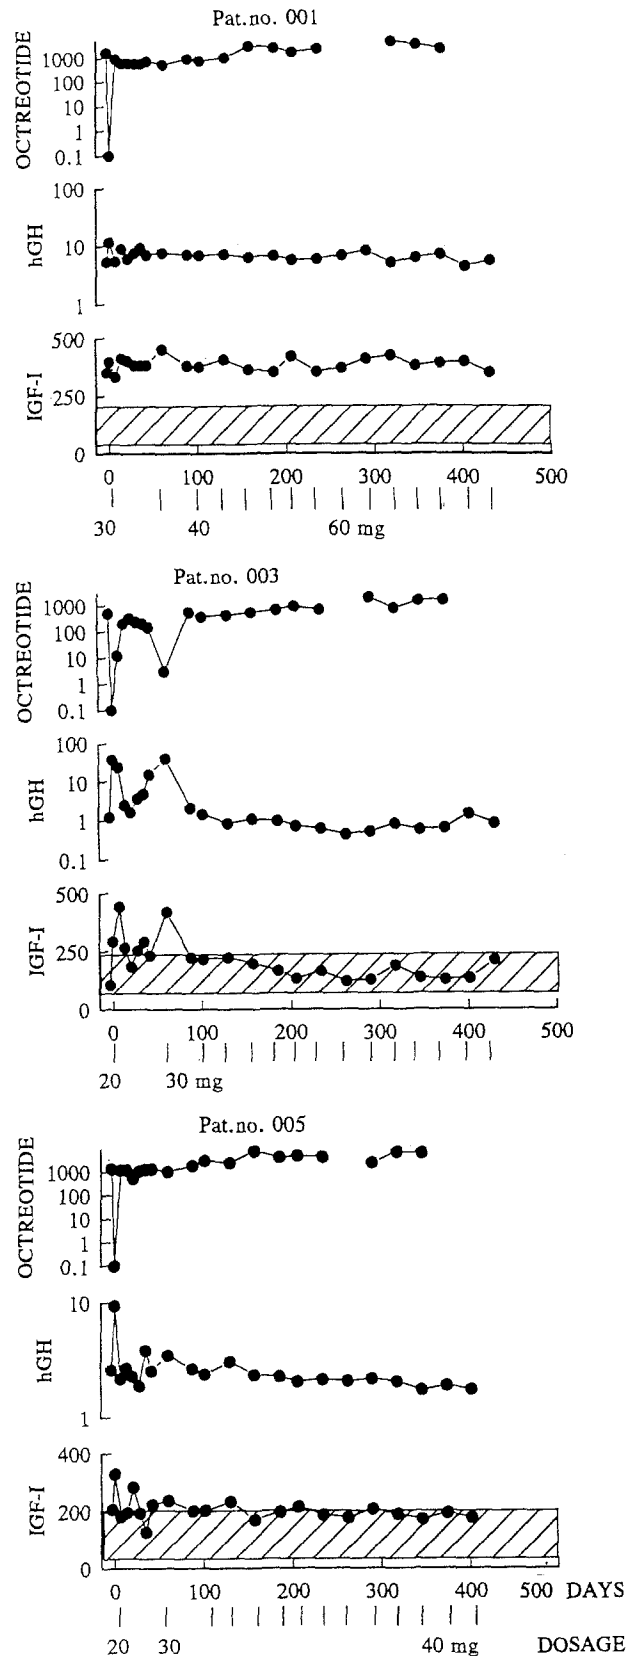 Pat.no. 001
OCTREOTIDE
1000
100
10
1
0.1
hGH
100
10
1
IGF-I
500
250
0
0 100 200 300 400 500
30 40 60 mg
Pat.no. 003
OCTREOTIDE
1000
100
10
1
0.1
hGH
100
10
1
0.1
IGF-I
500
250
0
0 100 200 300 400 500
20 30 mg
Pat.no. 005
OCTREOTIDE
1000
100
10
1
0.1
hGH
10
1
IGF-I
400
200
0
0 100 200 300 400 500 DAYS
20 30 40 mg DOSAGE